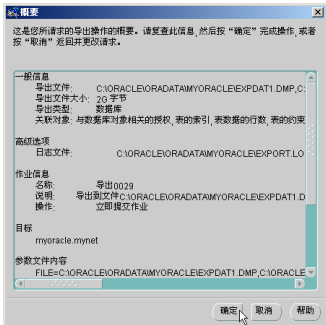 概要
这是您所请求的导出操作的概要。请复查此信息,然后按“确定”完成操作, 或者
按“取消”返回并更改请求。
一般信息
导出文件: C:\ORACLE\ORADATA\MYORACLE\EXPDAT1.DMP,C:
导出文件大小: 2G 字节
导出类型: 数据库
关联对象: 与数据库对象相关的授权, 表的索引, 表数据的行数, 表的约束
高级选项
日志文件: C:\ORACLE\ORADATA\MYORACLE\EXPORT.LO
作业信息
名称: 导出0029
说明: 导出到文件C:\ORACLE\ORADATA\MYORACLE\EXPDAT1.D
操作: 立即提交作业
目标
myoracle.mynet
参数文件内容
FILE=C:\ORACLE\ORADATA\MYORACLE\EXPDAT1.DMP,C:\ORACLE
确定 取消 帮助